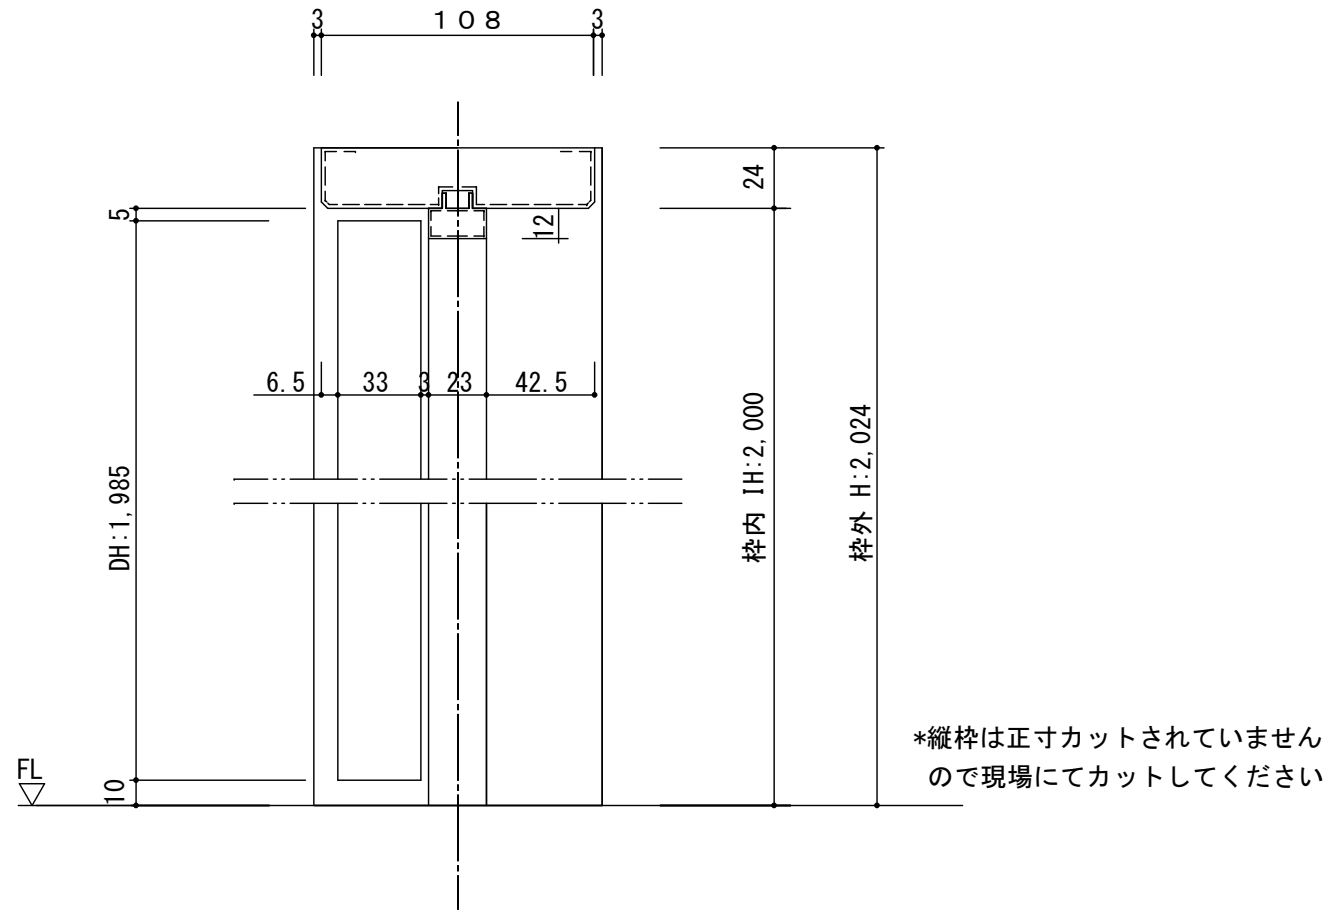 3 １０８ 3
24
5
12
6.5 33 3 23 42.5
枠内 IH:2,000
枠外 H:2,024
DH:1,985
*縦枠は正寸カットされていません
ので現場にてカットしてください
FL
10